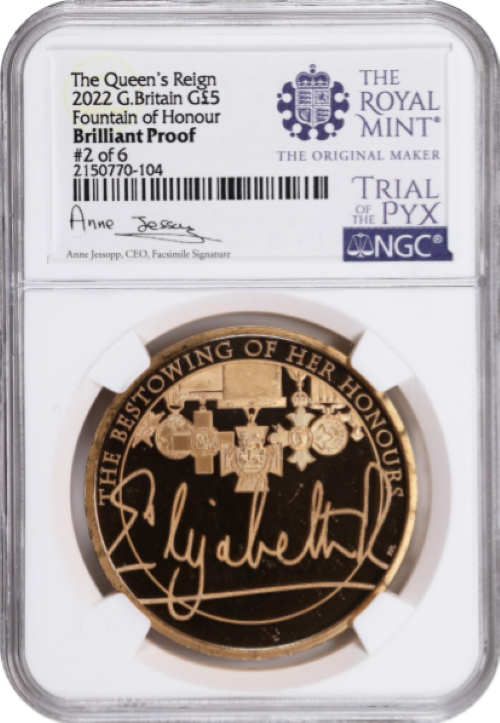 The Queen's Reign
2022 G.Britain G£5
Fountain of Honour
Brilliant Proof
#2 of 6
2150770-104
Anne Jessopp
Anne Jessopp, CEO, Facsimile Signature
THE
ROYAL
MINT®
THE ORIGINAL MAKER
TRIAL
OF THE PYX
NGC®
THE BESTOWING OF HER HONOURS
Elizabeth R